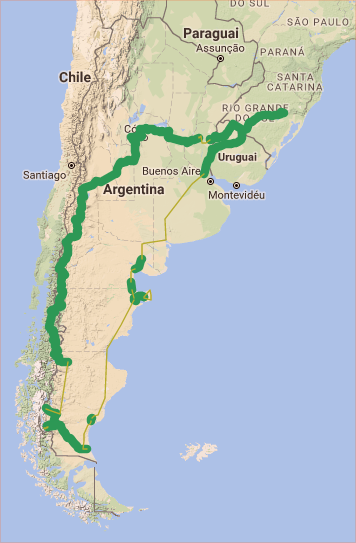 DO SUL
SÃO PAULO
Paraguai
Assunção
PARANÁ
Chile
SANTA
CATARINA
RIO GRANDE
Có
Uruguai
Santiago
Buenos Aire
Argentina
Montevidéu